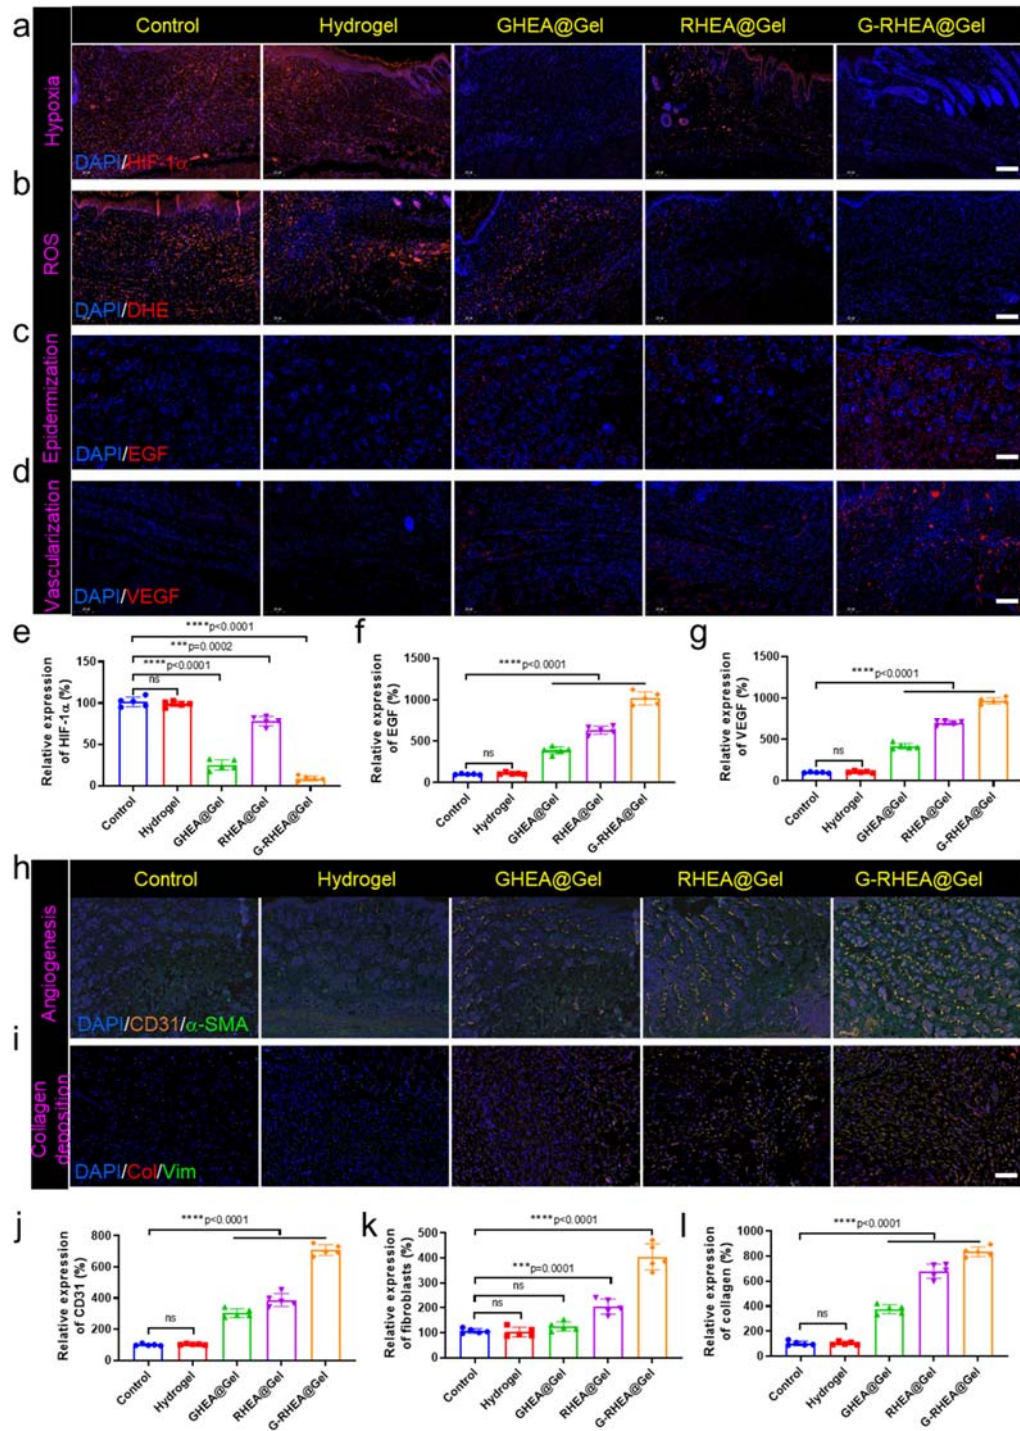 a
Control Hydrogel GHEA@Gel RHEA@Gel G-RHEA@Gel
Hypoxia
DAPI/HIF-1α
b
ROS
DAPI/DHE
c
Epidermization
DAPI/EGF
d
Vascularization
DAPI/VEGF
e
****p<0.0001
***p=0.0002
****p<0.0001
ns
Relative expression
of HIF-1α (%)
150
100
50
0
Control Hydrogel GHEA@Gel RHEA@Gel G-RHEA@Gel
f
****p<0.0001
ns
Relative expression
of EGF (%)
1500
1000
500
0
Control Hydrogel GHEA@Gel RHEA@Gel G-RHEA@Gel
g
****p<0.0001
ns
Relative expression
of VEGF (%)
1500
1000
500
0
Control Hydrogel GHEA@Gel RHEA@Gel G-RHEA@Gel
h
Control Hydrogel GHEA@Gel RHEA@Gel G-RHEA@Gel
Angiogenesis
DAPI/CD31/α-SMA
i
Collagen
deposition
DAPI/Col/Vim
j
****p<0.0001
ns
Relative expression
of CD31 (%)
800
600
400
200
0
Control Hydrogel GHEA@Gel RHEA@Gel G-RHEA@Gel
k
****p<0.0001
***p=0.0001
ns
ns
Relative expression
of fibroblasts (%)
500
400
300
200
100
0
Control Hydrogel GHEA@Gel RHEA@Gel G-RHEA@Gel
l
****p<0.0001
ns
Relative expression
of collagen (%)
1000
800
600
400
200
0
Control Hydrogel GHEA@Gel RHEA@Gel G-RHEA@Gel